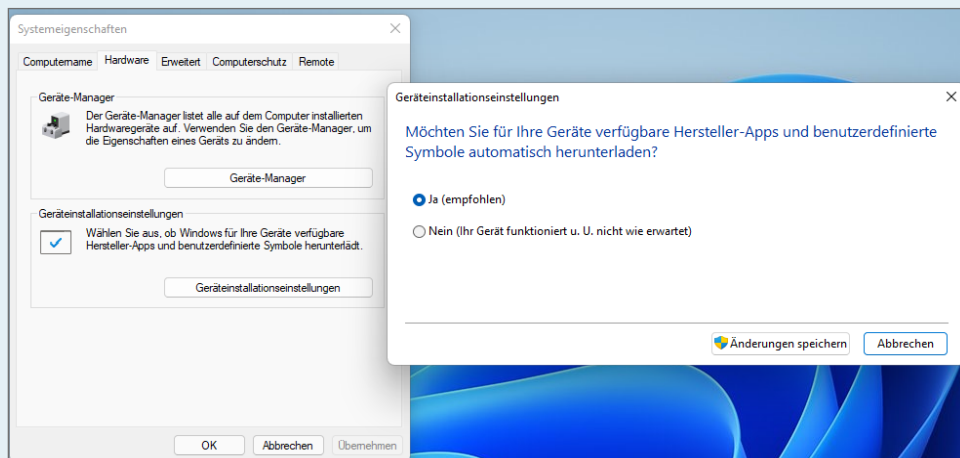 Systemeigenschaften
Computername Hardware Erweitert Computerschutz Remote
Geräte-Manager
Der Geräte-Manager listet alle auf dem Computer installierten
Hardwaregeräte auf. Verwenden Sie den Geräte-Manager, um
die Eigenschaften eines Geräts zu ändern.
Geräte-Manager
Geräteinstallationseinstellungen
Wählen Sie aus, ob Windows für Ihre Geräte verfügbare
Hersteller-Apps und benutzerdefinierte Symbole herunterlädt.
Geräteinstallationseinstellungen
OK Abbrechen Übernehmen
Geräteinstallationseinstellungen
Möchten Sie für Ihre Geräte verfügbare Hersteller-Apps und benutzerdefinierte
Symbole automatisch herunterladen?
Ja (empfohlen)
Nein (Ihr Gerät funktioniert u. U. nicht wie erwartet)
Änderungen speichern Abbrechen